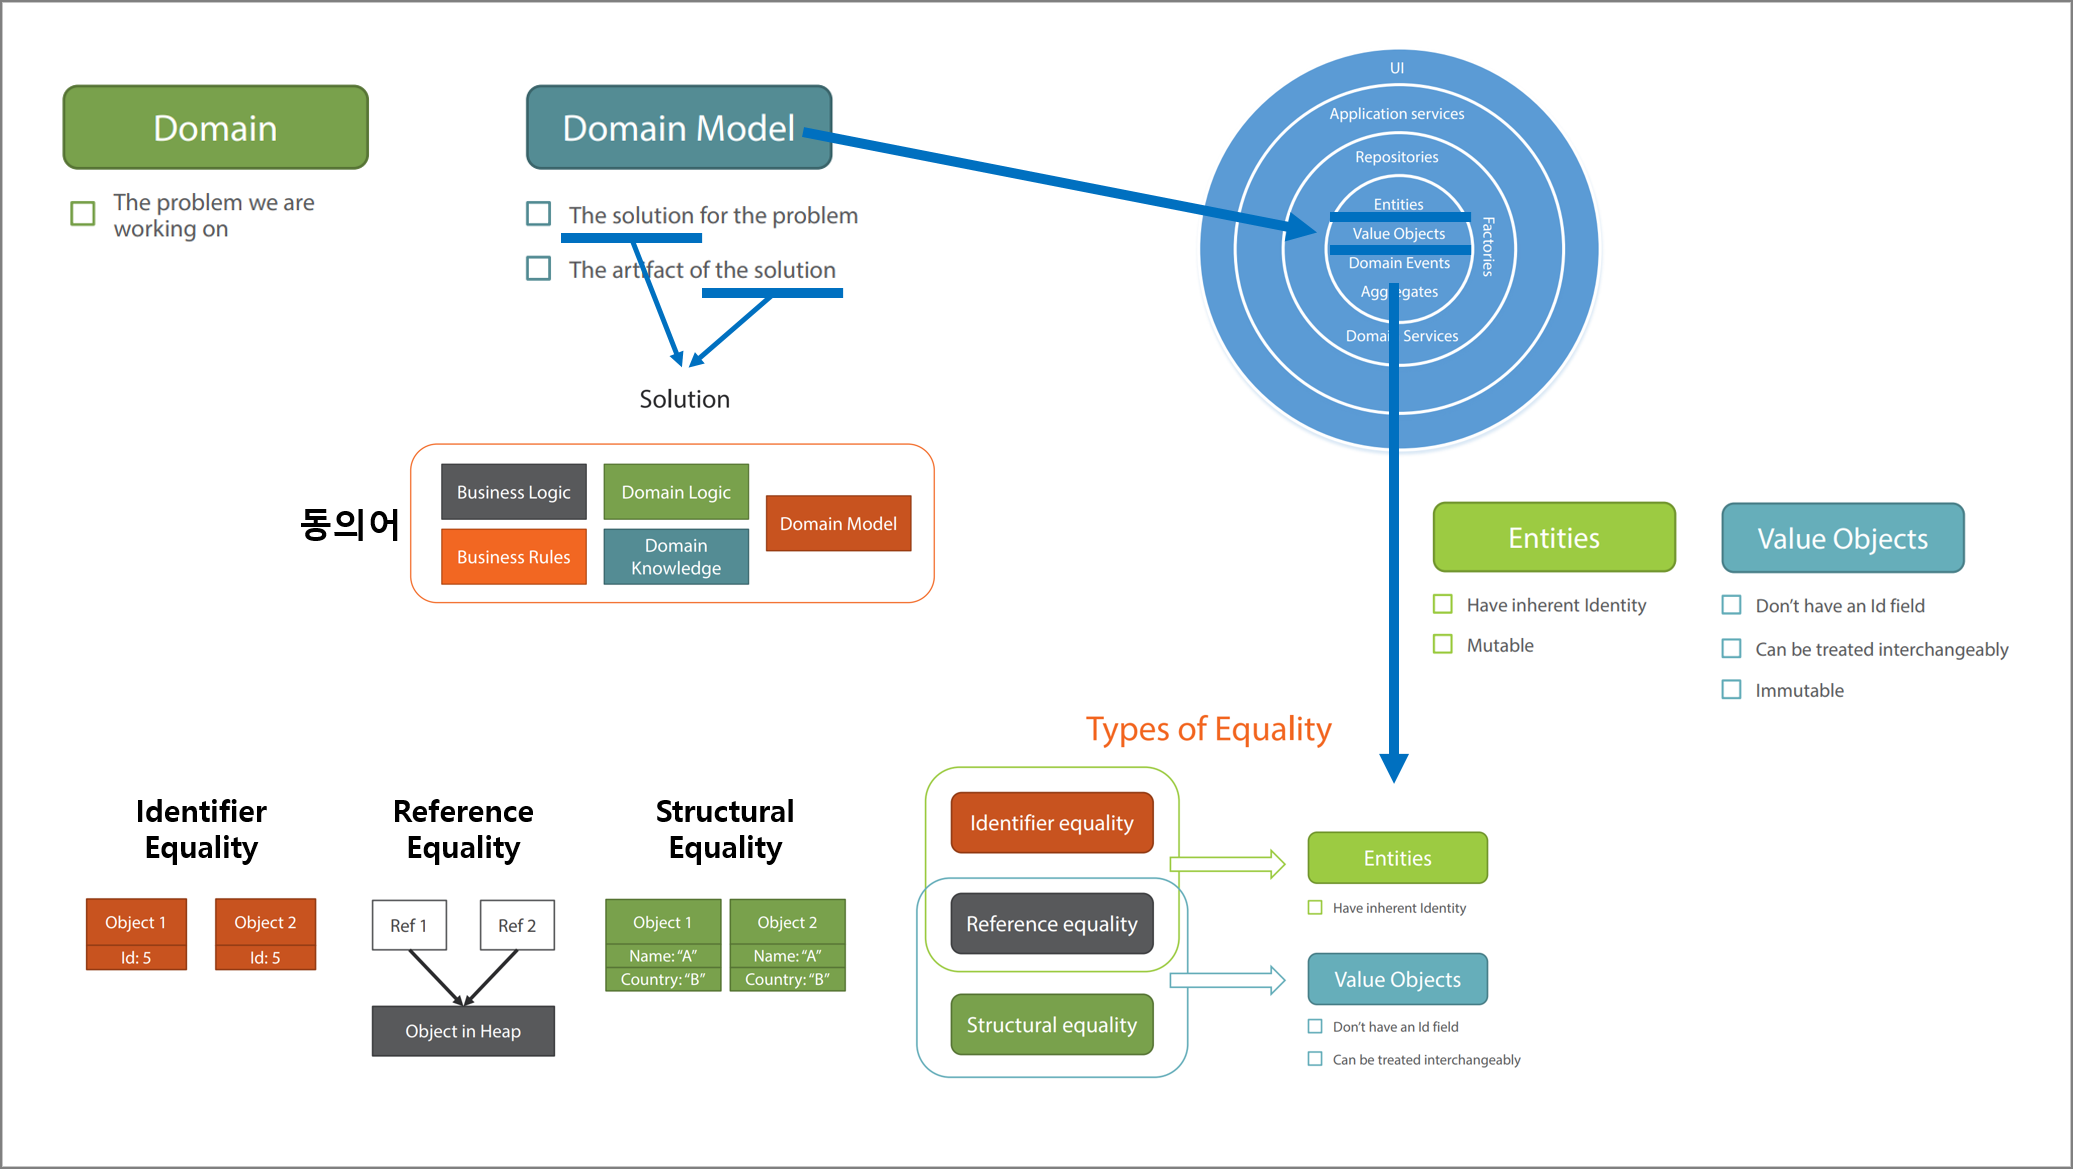 Domain
The problem we are
working on
Domain Model
The solution for the problem
The artifact of the solution
Solution
동의어
Business Logic
Domain Logic
Business Rules
Domain
Knowledge
Domain Model
UI
Application services
Repositories
Entities
Value Objects
Domain Events
Aggregates
Factories
Domain Services
Entities
Have inherent Identity
Mutable
Value Objects
Don't have an Id field
Can be treated interchangeably
Immutable
Identifier
Equality
Object 1
Id: 5
Object 2
Id: 5
Reference
Equality
Ref 1
Ref 2
Object in Heap
Structural
Equality
Object 1
Name: “A”
Country: “B”
Object 2
Name: “A”
Country: “B”
Types of Equality
Identifier equality
Reference equality
Structural equality
Entities
Have inherent Identity
Value Objects
Don't have an Id field
Can be treated interchangeably